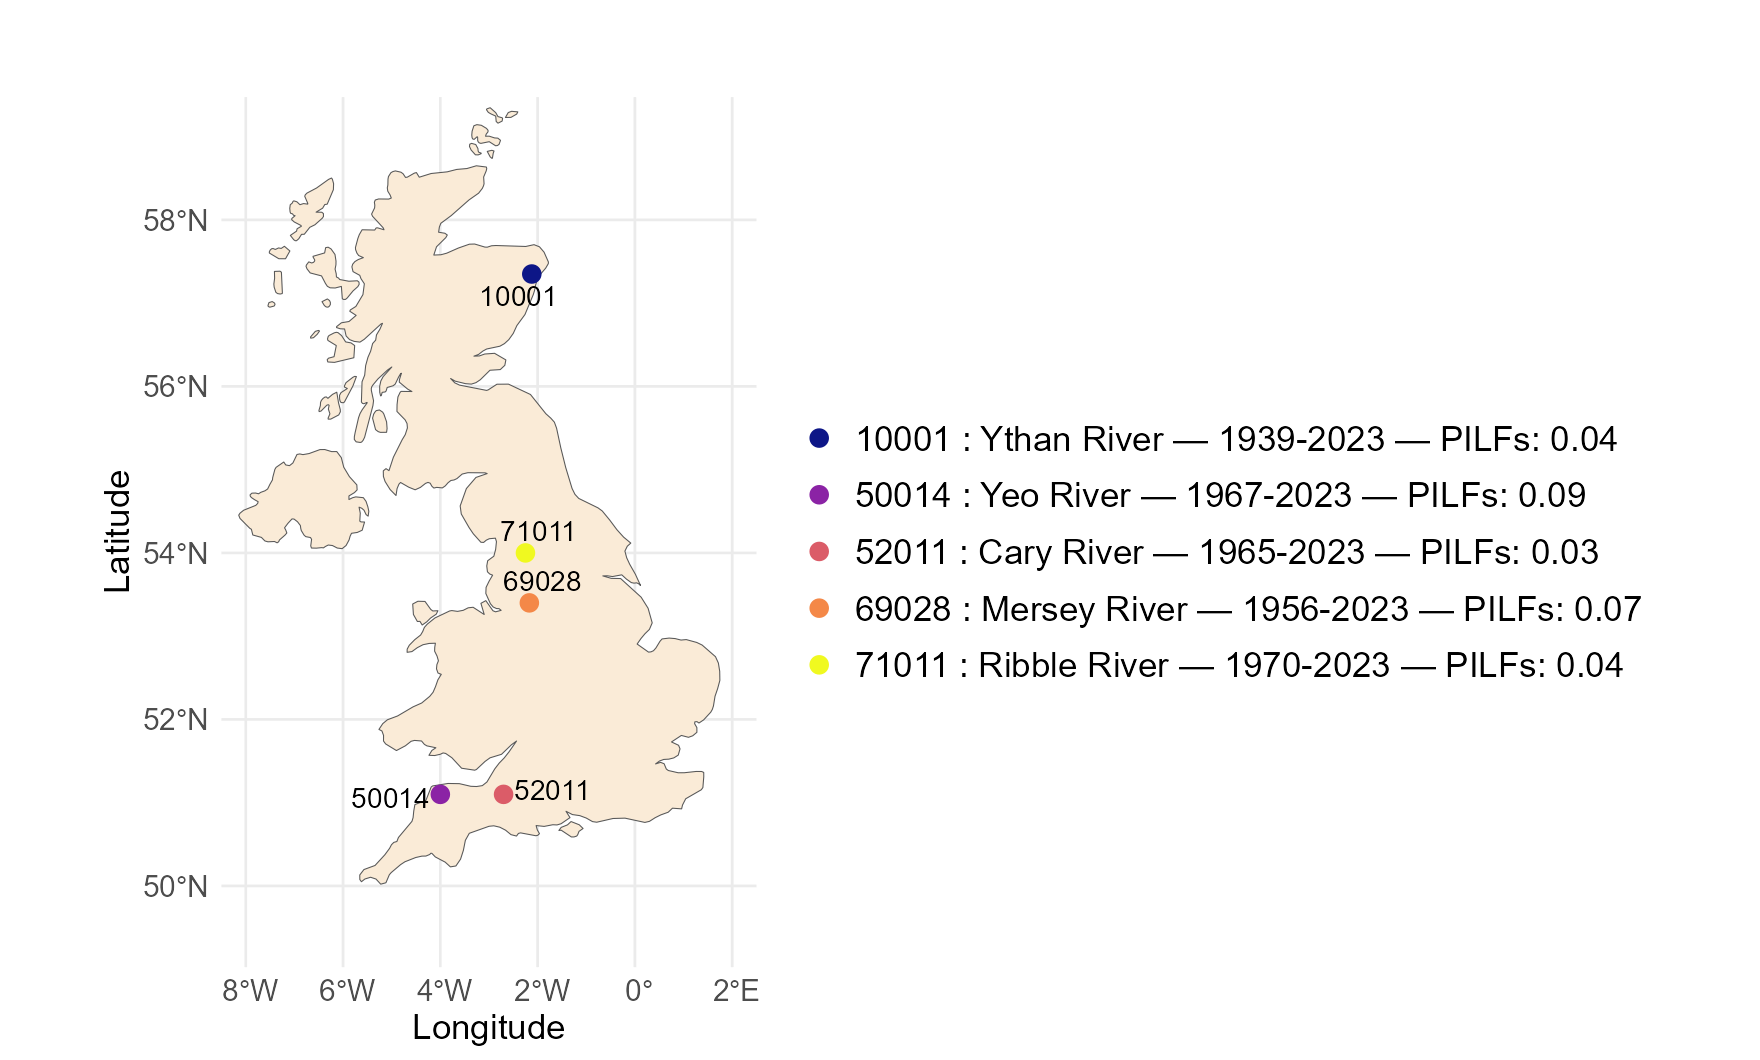 58°N
56°N
54°N
52°N
50°N
8°W 6°W 4°W 2°W 0° 2°E
Longitude
Latitude
10001
71011
69028
50014
52011
10001 : Ythan River — 1939-2023 — PILFs: 0.04
50014 : Yeo River — 1967-2023 — PILFs: 0.09
52011 : Cary River — 1965-2023 — PILFs: 0.03
69028 : Mersey River — 1956-2023 — PILFs: 0.07
71011 : Ribble River — 1970-2023 — PILFs: 0.04